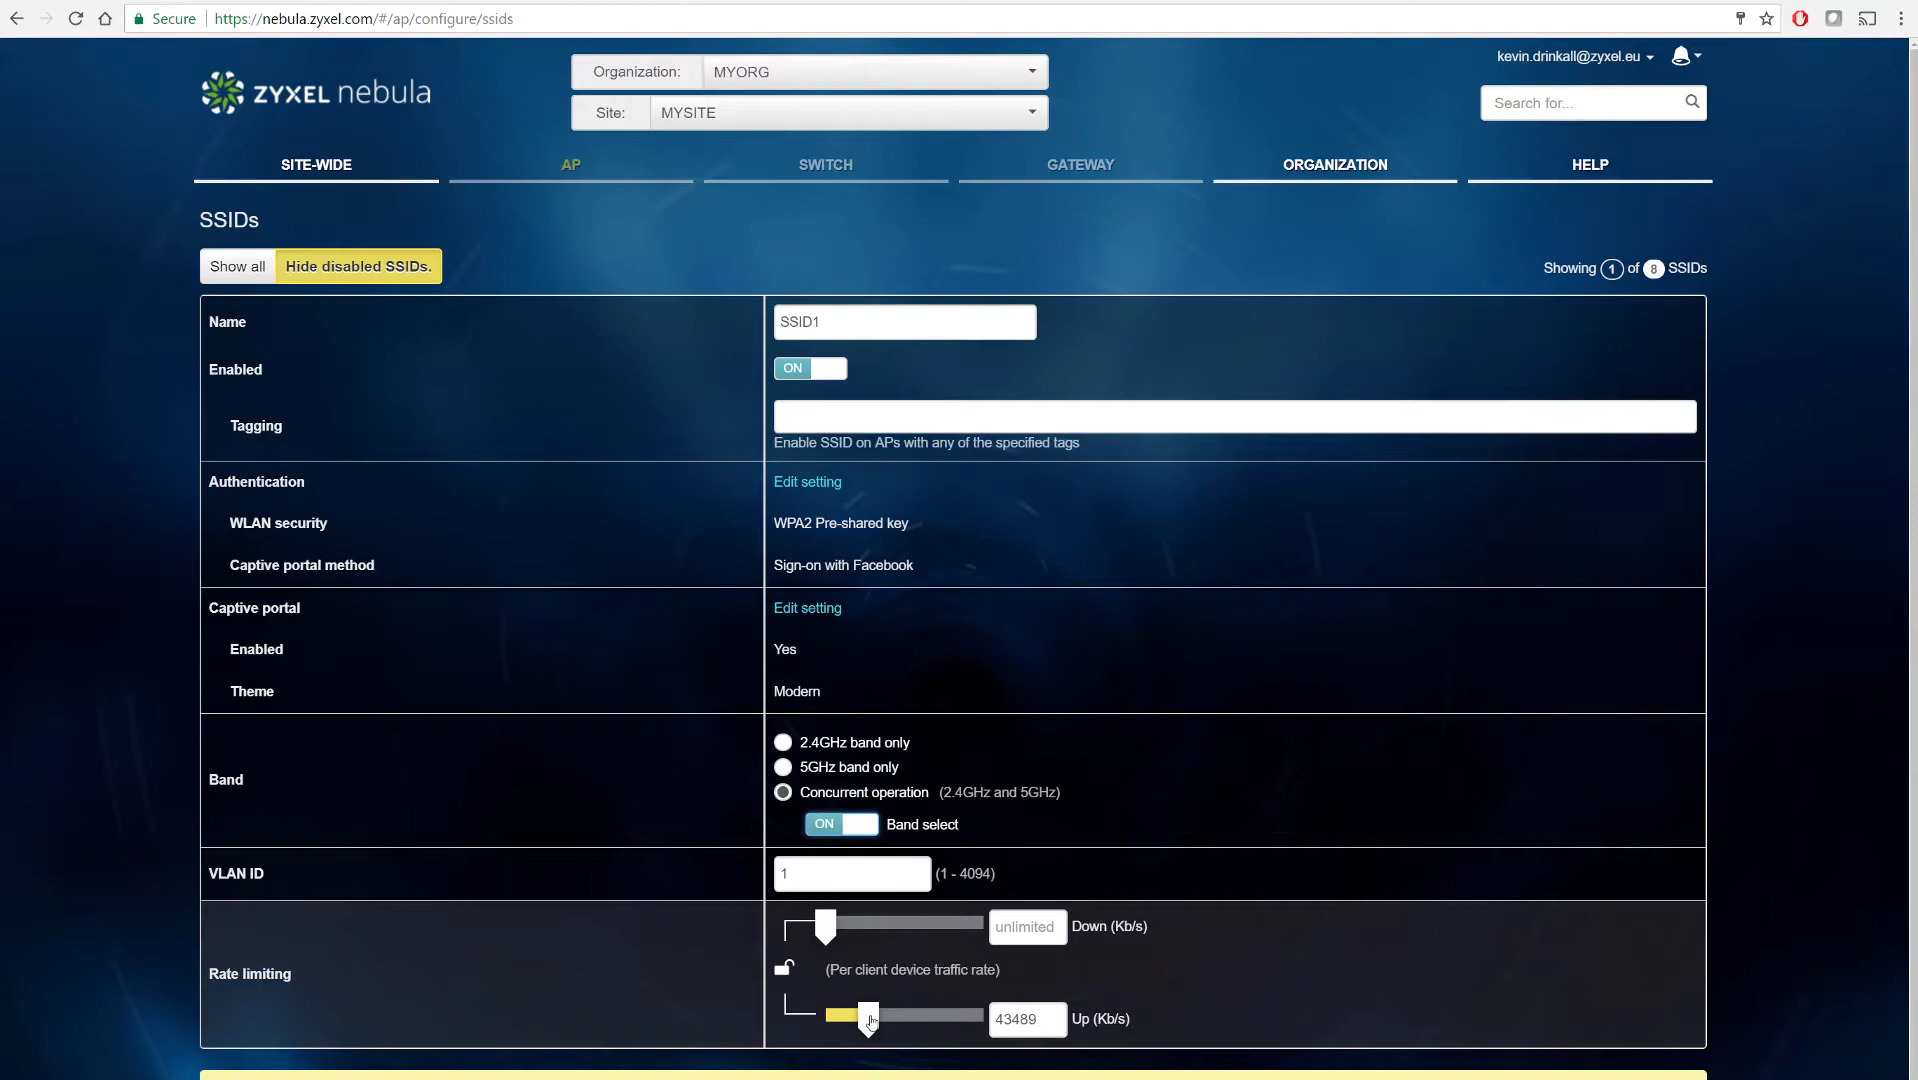 Secure https://nebula.zyxel.com/#/ap/configure/ssids
ZYXEL nebula
Organization: MYORG
Site: MYSITE
kevin.drinkall@zyxel.eu
Search for...
SITE-WIDE AP SWITCH GATEWAY ORGANIZATION HELP
SSIDs
Show all Hide disabled SSIDs.
Showing 1 of 8 SSIDs
Name SSID1
Enabled ON
Tagging
Enable SSID on APs with any of the specified tags
Authentication Edit setting
WLAN security WPA2 Pre-shared key
Captive portal method Sign-on with Facebook
Captive portal Edit setting
Enabled Yes
Theme Modern
Band
2.4GHz band only
5GHz band only
Concurrent operation (2.4GHz and 5GHz)
ON Band select
VLAN ID 1 (1 - 4094)
Rate limiting
unlimited Down (Kb/s)
(Per client device traffic rate)
43489 Up (Kb/s)